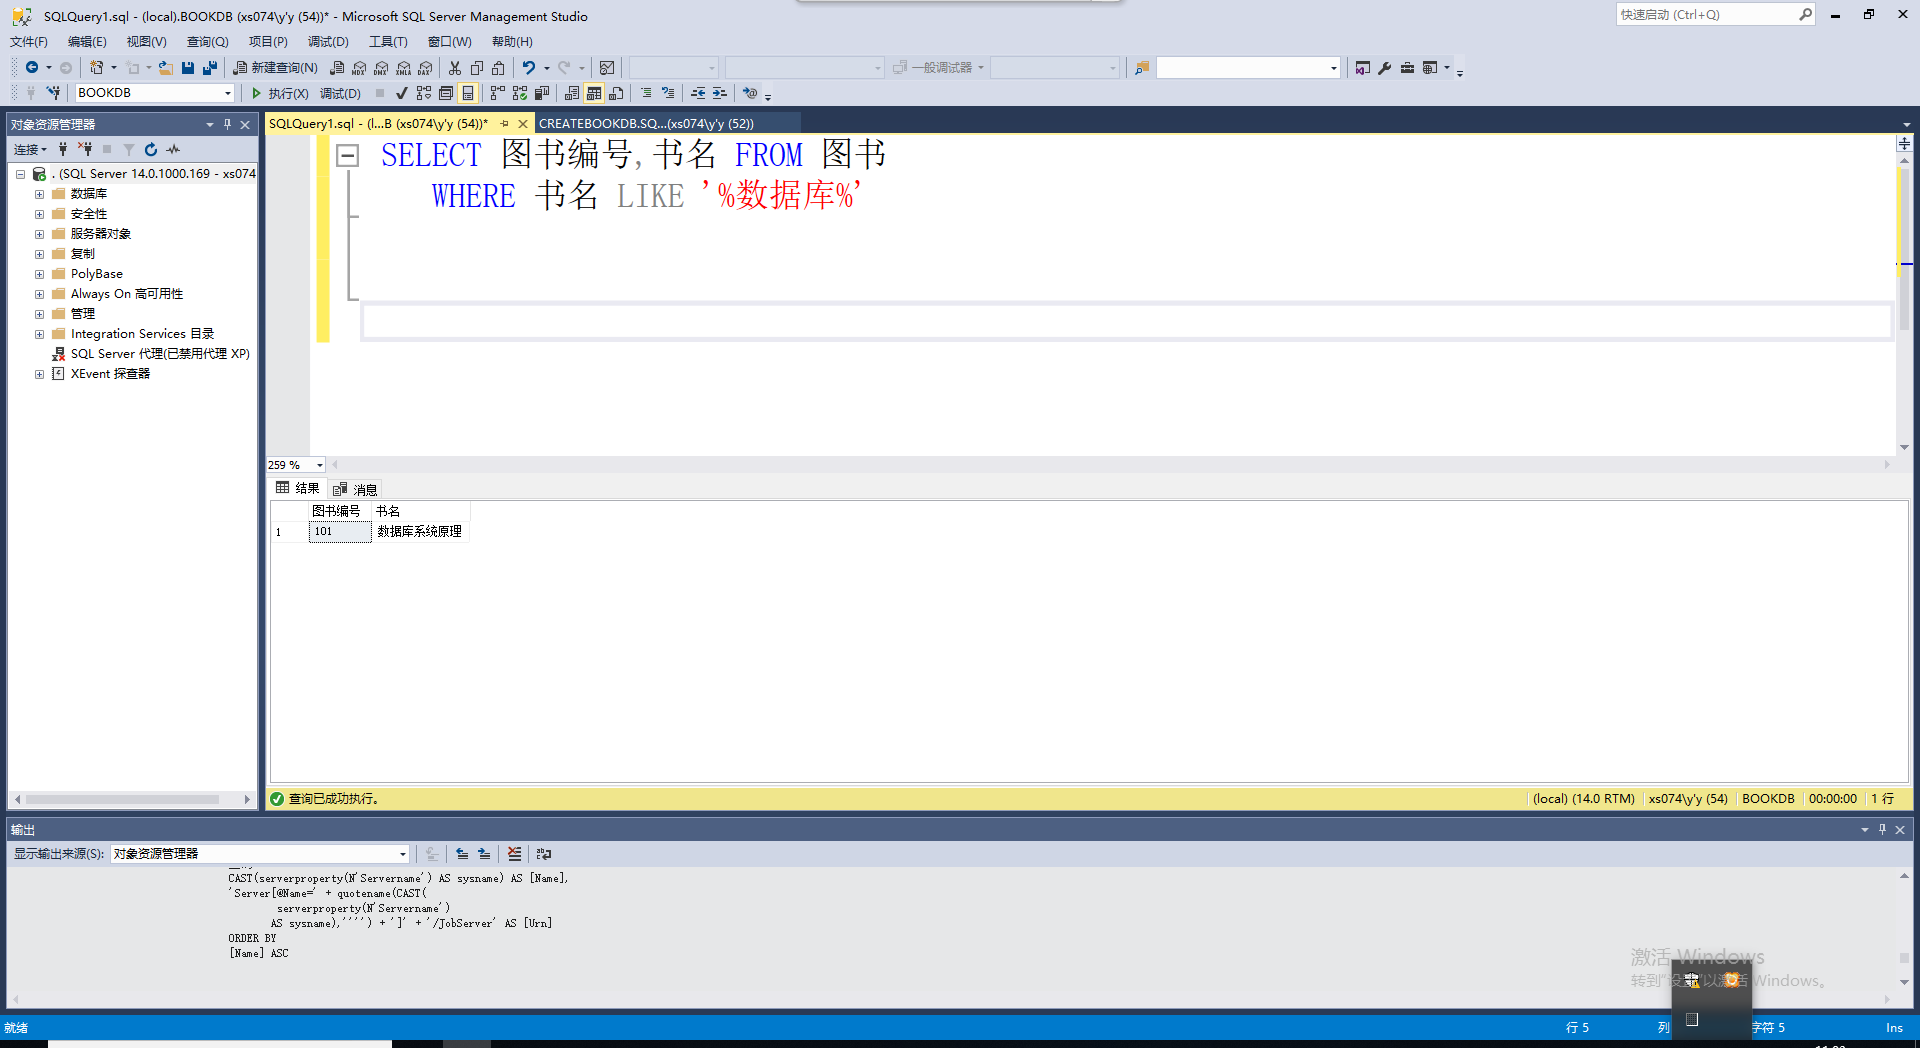 SQLQuery1.sql - (local).BOOKDB (xs074\y'y (54))* - Microsoft SQL Server Management Studio
快速启动 (Ctrl+Q)
文件(F) 编辑(E) 视图(V) 查询(Q) 项目(P) 调试(D) 工具(T) 窗口(W) 帮助(H)
新建查询(N) MDX DMX XMLA DAX 一般调试器
BOOKDB 执行(X) 调试(D)
对象资源管理器
连接
. (SQL Server 14.0.1000.169 - xs074
数据库
安全性
服务器对象
复制
PolyBase
Always On 高可用性
管理
Integration Services 目录
SQL Server 代理(已禁用代理 XP)
XEvent 探查器
SQLQuery1.sql - (l...B (xs074\y'y (54))* CREATEBOOKDB.SQ...(xs074\y'y (52))
SELECT 图书编号,书名 FROM 图书
WHERE 书名 LIKE '%数据库%'
259 %
结果 消息
图书编号 书名
1 101 数据库系统原理
查询已成功执行。 (local) (14.0 RTM) xs074\y'y (54) BOOKDB 00:00:00 1 行
输出
显示输出来源(S): 对象资源管理器
CAST(serverproperty(N'Servername') AS sysname) AS [Name],
'Server[@Name=' + quotename(CAST(
serverproperty(N'Servername')
AS sysname),'''') + ']' + '/JobServer' AS [Urn]
ORDER BY
[Name] ASC
激活 Windows
转到"设置"以激活 Windows。
就绪 行 5 列 字符 5 Ins